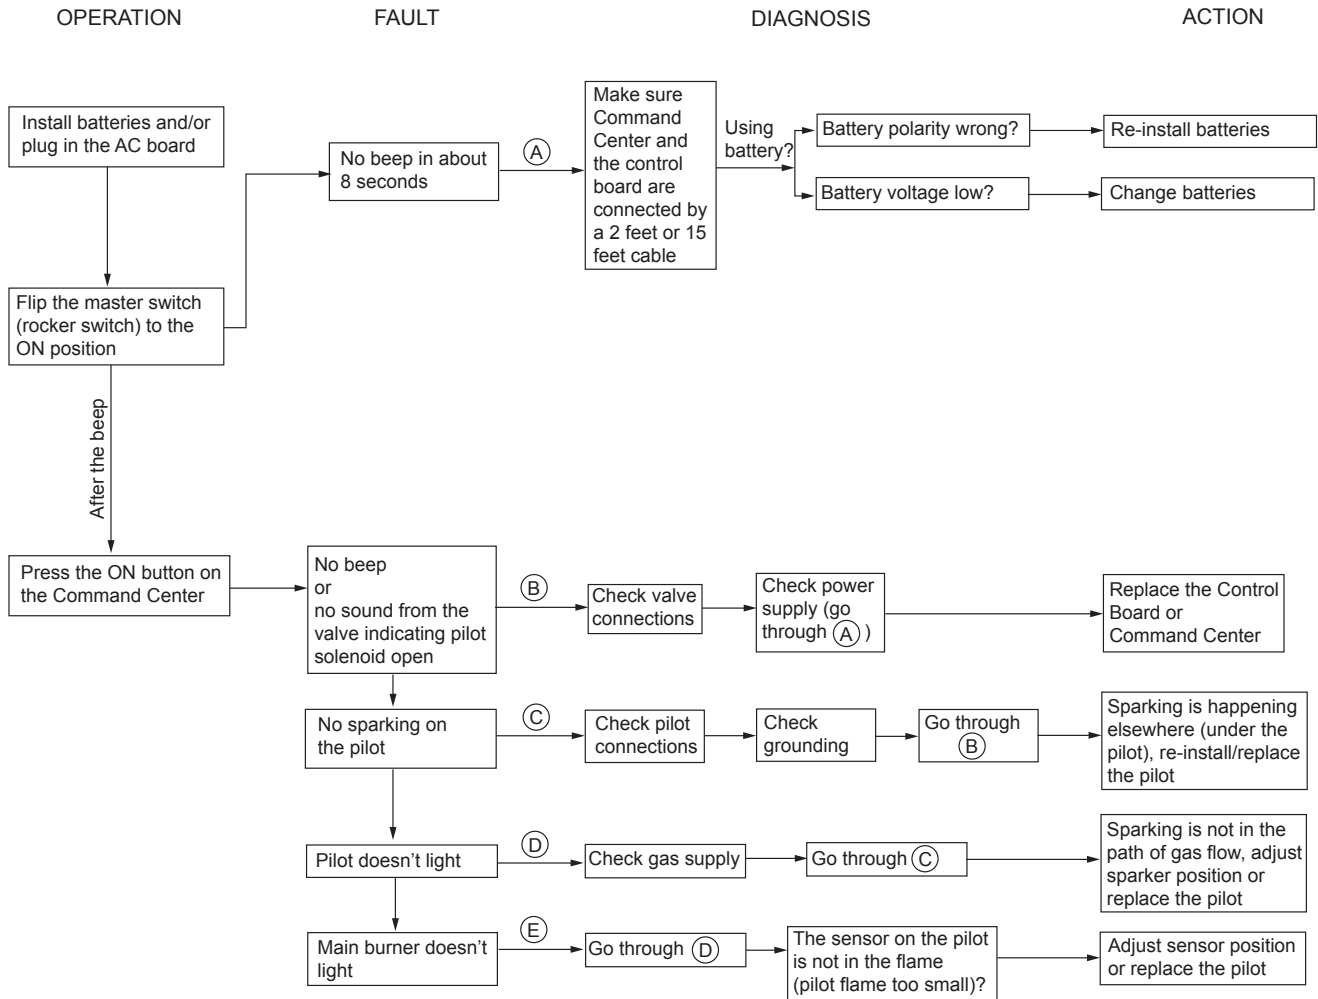 OPERATION
FAULT
DIAGNOSIS
ACTION
Install batteries and/or
plug in the AC board
No beep in about
8 seconds
A
Make sure
Command
Center and
the control
board are
connected by
a 2 feet or 15
feet cable
Using
battery?
Battery polarity wrong?
Re-install batteries
Battery voltage low?
Change batteries
Flip the master switch
(rocker switch) to the
ON position
After the beep
Press the ON button on
the Command Center
No beep
or
no sound from the
valve indicating pilot
solenoid open
B
Check valve
connections
Check power
supply (go
through A )
Replace the Control
Board or
Command Center
No sparking on
the pilot
C
Check pilot
connections
Check
grounding
Go through
B
Sparking is happening
elsewhere (under the
pilot), re-install/replace
the pilot
Pilot doesn’t light
D
Check gas supply
Go through C
Sparking is not in the
path of gas flow, adjust
sparker position or
replace the pilot
Main burner doesn’t
light
E
Go through D
The sensor on the pilot
is not in the flame
(pilot flame too small)?
Adjust sensor position
or replace the pilot